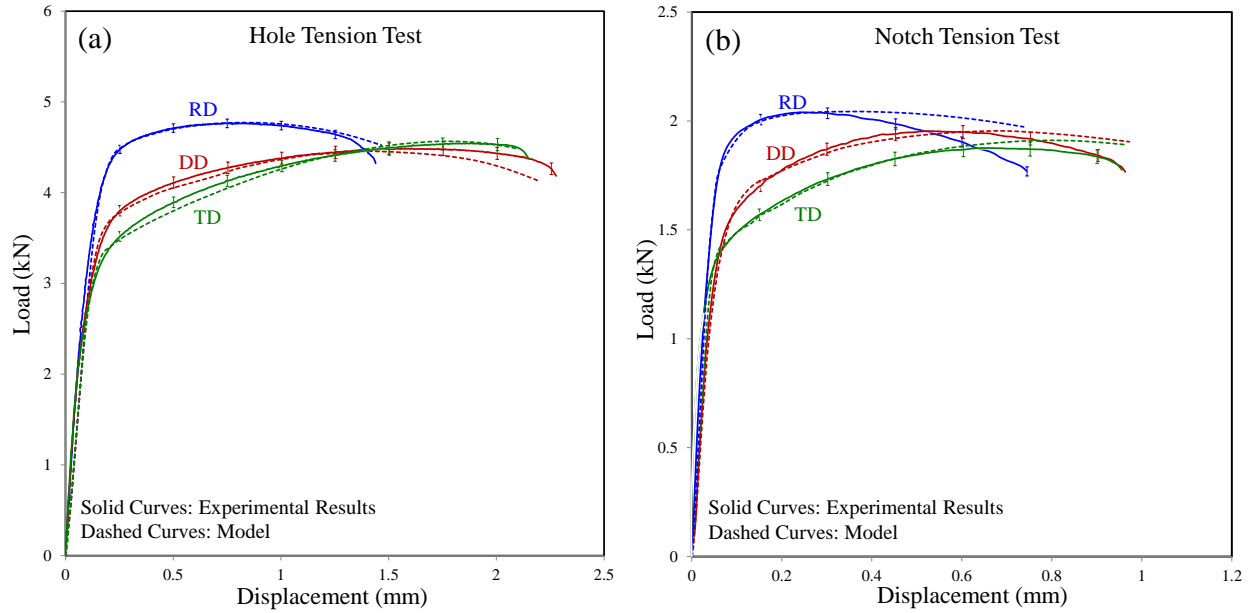 (a)
Hole Tension Test
6
5
4
3
2
1
0
Load (kN)
RD
DD
TD
Solid Curves: Experimental Results
Dashed Curves: Model
0
0.5
1
1.5
2
2.5
Displacement (mm)
(b)
Notch Tension Test
2.5
2
1.5
1
0.5
0
Load (kN)
RD
DD
TD
Solid Curves: Experimental Results
Dashed Curves: Model
0
0.2
0.4
0.6
0.8
1
1.2
Displacement (mm)